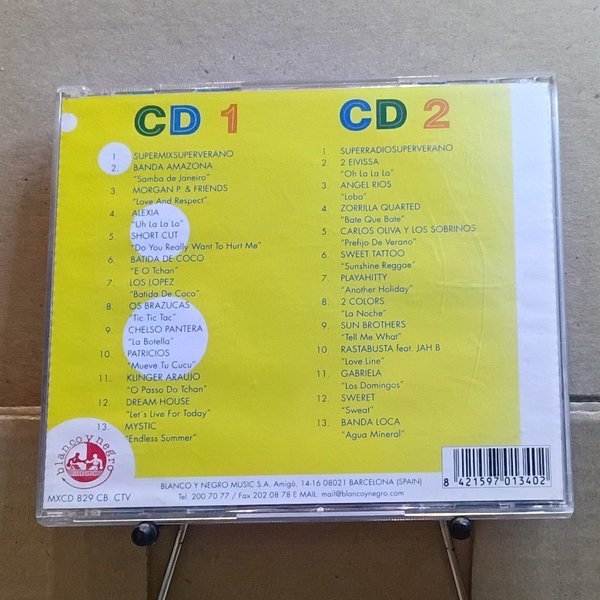 CD 1
1. SUPERMIXSUPERVERANO
2. BANDA AMAZONA
"Samba de Janeiro"
3. MORGAN P. & FRIENDS
"Love And Respect"
4. ALEXIA
"Uh La La La"
5. SHORT CUT
"Do You Really Want To Hurt Me"
6. BATIDA DE COCO
"E O Tchan"
7. LOS LOPEZ
"Batida De Coco"
8. OS BRAZUCAS
"Tic Tic Tac"
9. CHELSO PANTERA
"La Botella"
10. PATRICIOS
"Mueve Tu Cucu"
11. KLINGER ARAUJO
"O Passo Do Tchan"
12. DREAM HOUSE
"Let's Live For Today"
13. MYSTIC
"Endless Summer"
CD 2
1. SUPERRADIOSUPERVERANO
2. 2 EIVISSA
"Oh La La La"
3. ANGEL RIOS
"Loba"
4. ZORRILLA QUARTED
"Bate Que Bate"
5. CARLOS OLIVA Y LOS SOBRINOS
"Prefijo De Verano"
6. SWEET TATTOO
"Sunshine Reggae"
7. PLAYAHITTY
"Another Holiday"
8. 2 COLORS
"La Noche"
9. SUN BROTHERS
"Tell Me What"
10. RASTABUSTA feat. JAH B
"Love Line"
11. GABRIELA
"Los Domingos"
12. SWERET
"Sweat"
13. BANDA LOCA
"Agua Mineral"
blanco y negro
MUSIC
MXCD 829 CB CTV
BLANCO Y NEGRO MUSIC S.A. Amigó, 14-16 08021 BARCELONA (SPAIN)
Tel. 200 70 77 / Fax 202 08 78 E MAIL: mail@blancoynegro.com
8 421597 013402